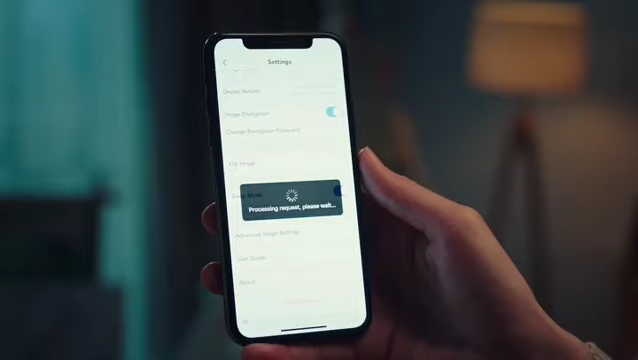 Settings
Device Version
Image Encryption
Change Encryption Password
Flip Image
Mode
Processing request, please wait...
Advanced Image Settings
User Guide
About